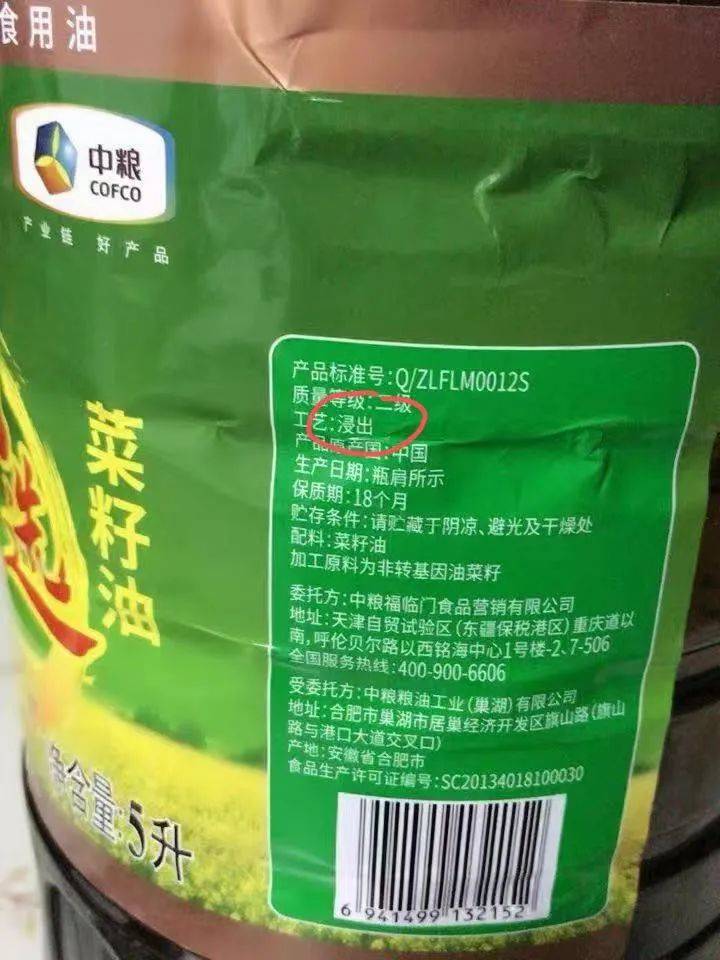 食用油
中粮
COFCO
产业链 好产品
菜籽油
净含量:5升
产品标准号:Q/ZLFLM0012S
质量等级:二级
工艺:浸出
产品原产国:中国
生产日期:瓶肩所示
保质期:18个月
贮存条件:请贮藏于阴凉、避光及干燥处
配料:菜籽油
加工原料为非转基因油菜籽
委托方:中粮福临门食品营销有限公司
地址:天津自贸试验区(东疆保税港区)重庆道以
南,呼伦贝尔路以西铭海中心1号楼-2、7-506
全国服务热线:400-900-6606
受委托方:中粮粮油工业(巢湖)有限公司
地址:合肥市巢湖市居巢经济开发区旗山路(旗山
路与港口大道交叉口)
产地:安徽省合肥市
食品生产许可证编号:SC20134018100030
6 941499 132152